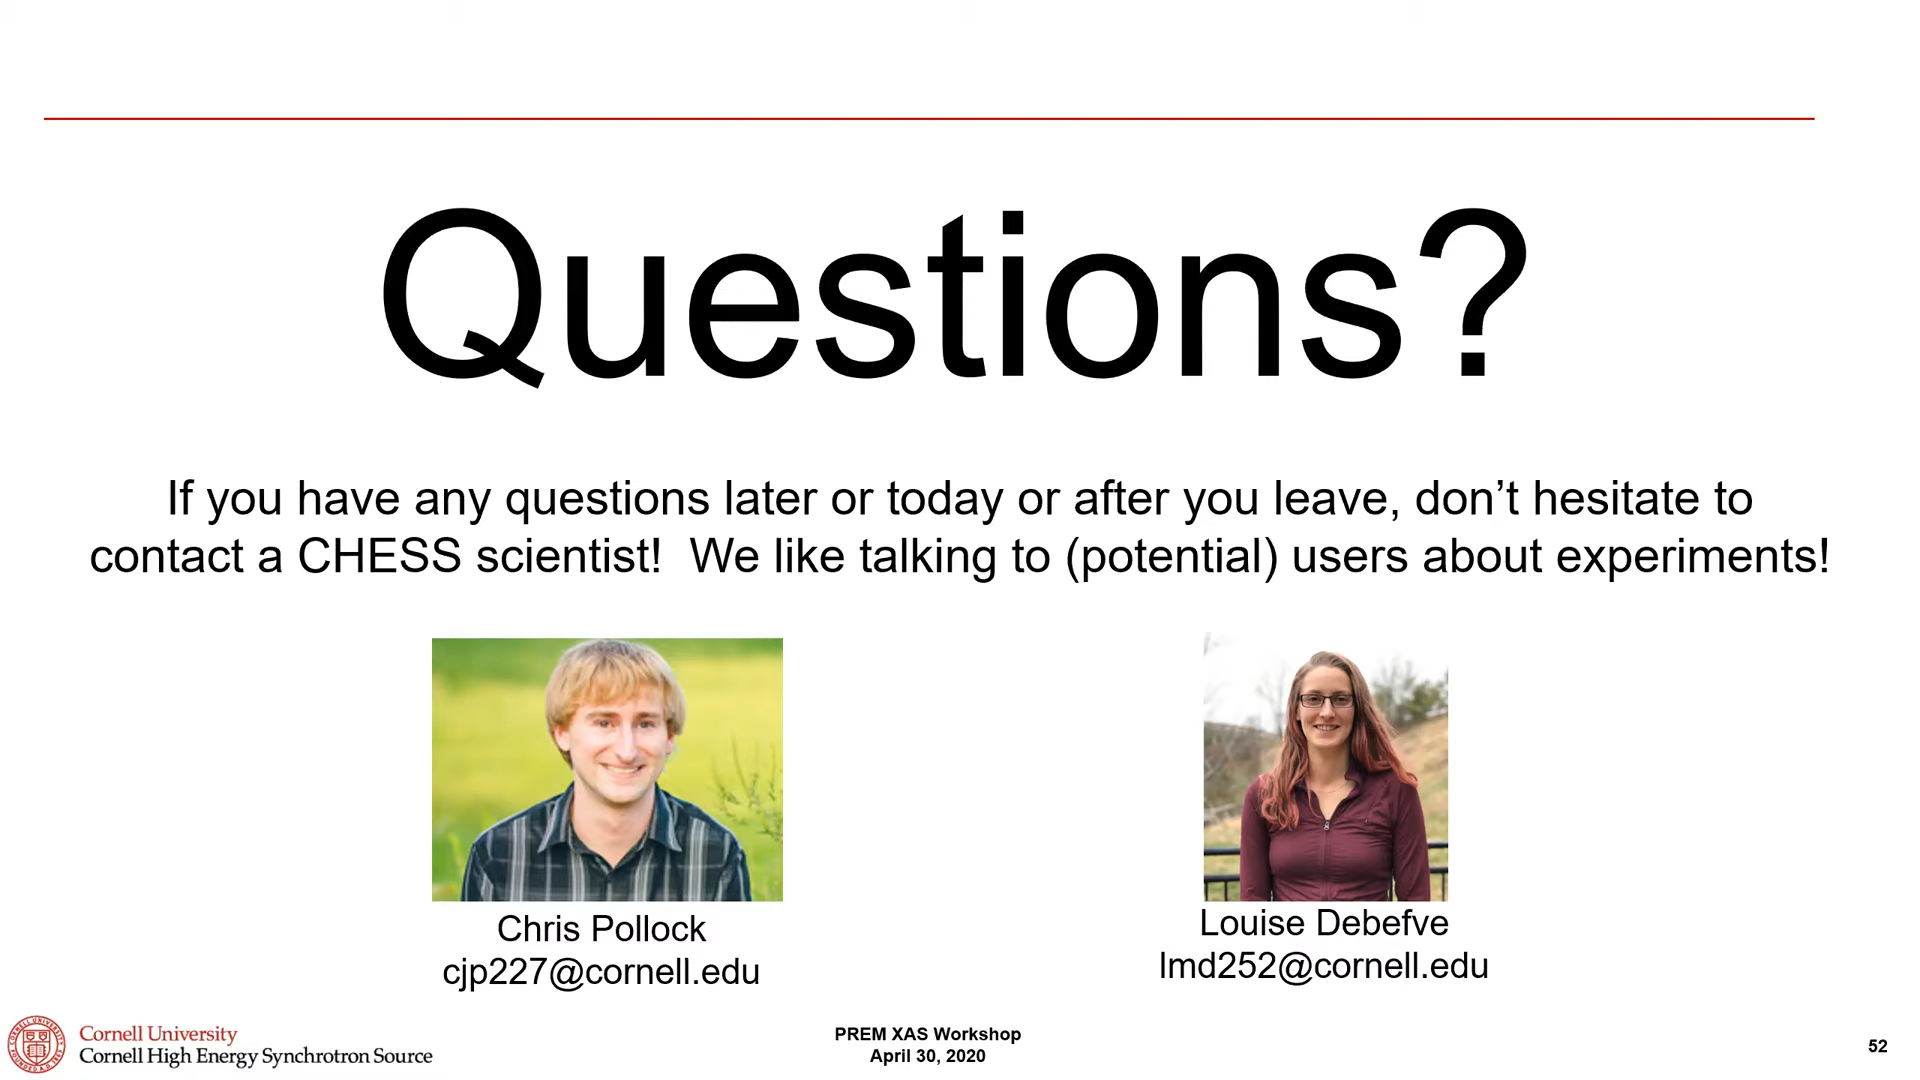 Questions?
If you have any questions later or today or after you leave, don’t hesitate to
contact a CHESS scientist!  We like talking to (potential) users about experiments!
Chris Pollock
cjp227@cornell.edu
Louise Debefve
lmd252@cornell.edu
Cornell University
Cornell High Energy Synchrotron Source
PREM XAS Workshop
April 30, 2020
52